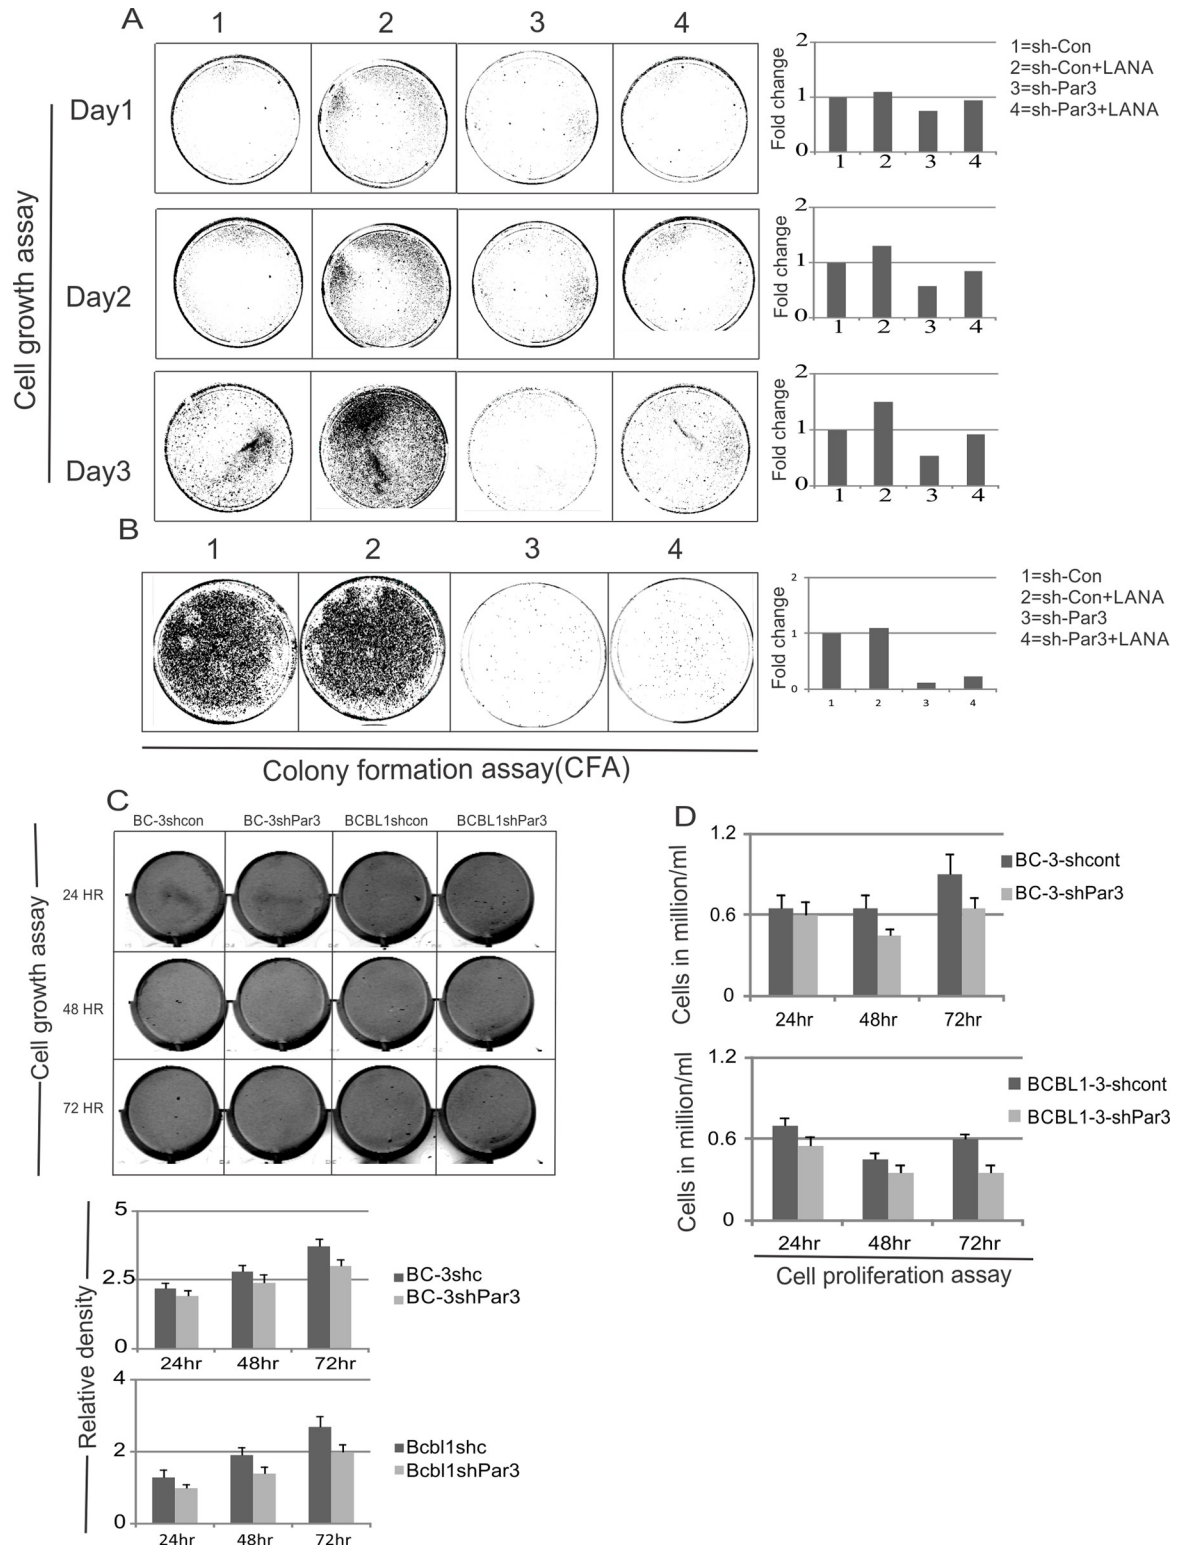 A
1 2 3 4
Cell growth assay
Day1
Fold change
2
1
0
1 2 3 4
1=sh-Con
2=sh-Con+LANA
3=sh-Par3
4=sh-Par3+LANA
Day2
Fold change
2
1
0
1 2 3 4
Day3
Fold change
2
1
0
1 2 3 4
B
1 2 3 4
Fold change
2
1
0
1 2 3 4
1=sh-Con
2=sh-Con+LANA
3=sh-Par3
4=sh-Par3+LANA
Colony formation assay(CFA)
C
BC-3shcon BC-3shPar3 BCBL1shcon BCBL1shPar3
Cell growth assay
24 HR
48 HR
72 HR
Relative density
5
2.5
0
24hr 48hr 72hr
BC-3shc
BC-3shPar3
4
2
0
24hr 48hr 72hr
Bcbl1shc
Bcbl1shPar3
D
Cells in million/ml
1.2
0.6
0
24hr 48hr 72hr
BC-3-shcont
BC-3-shPar3
Cells in million/ml
1.2
0.6
0
24hr 48hr 72hr
BCBL1-3-shcont
BCBL1-3-shPar3
Cell proliferation assay